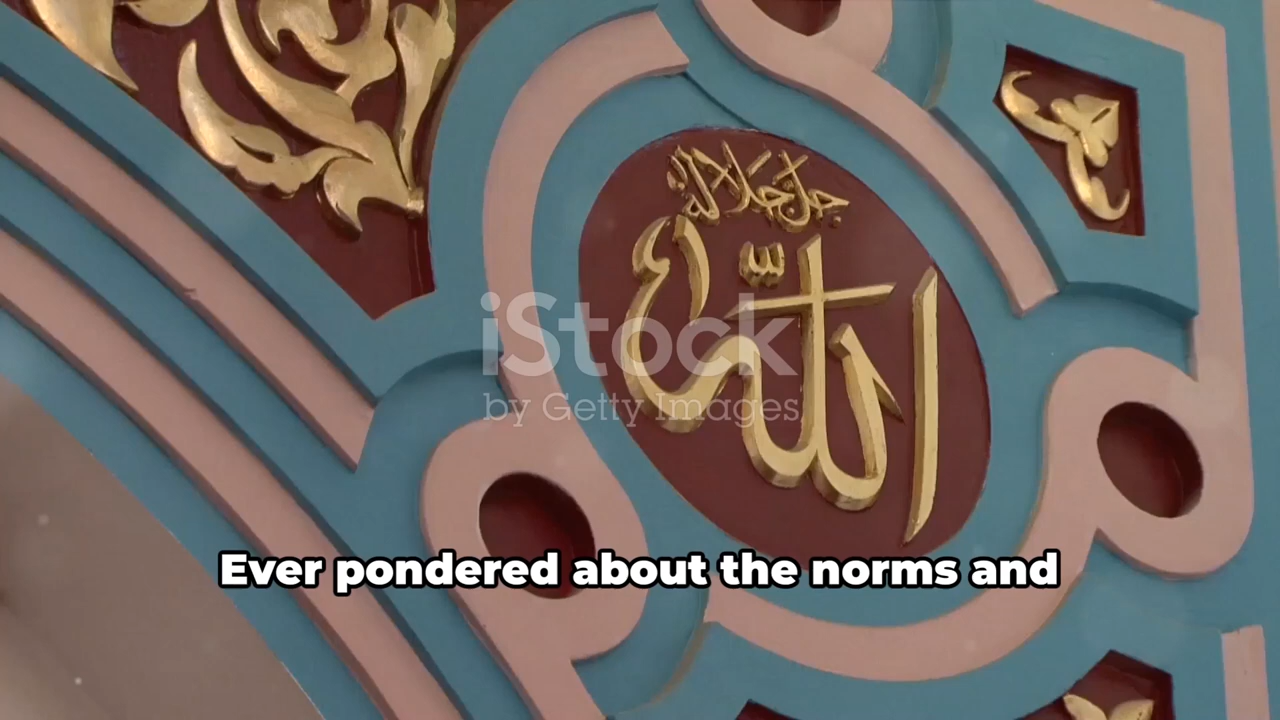 جل جلاله
الله
iStock
by Getty Images
Ever pondered about the norms and